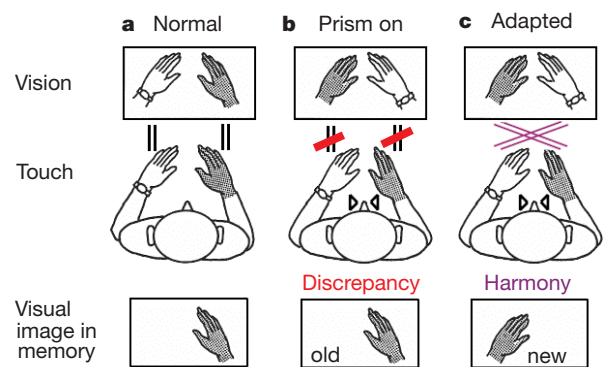 a Normal
b Prism on
c Adapted
Vision
Touch
Discrepancy
Harmony
Visual
image in
memory
old
new